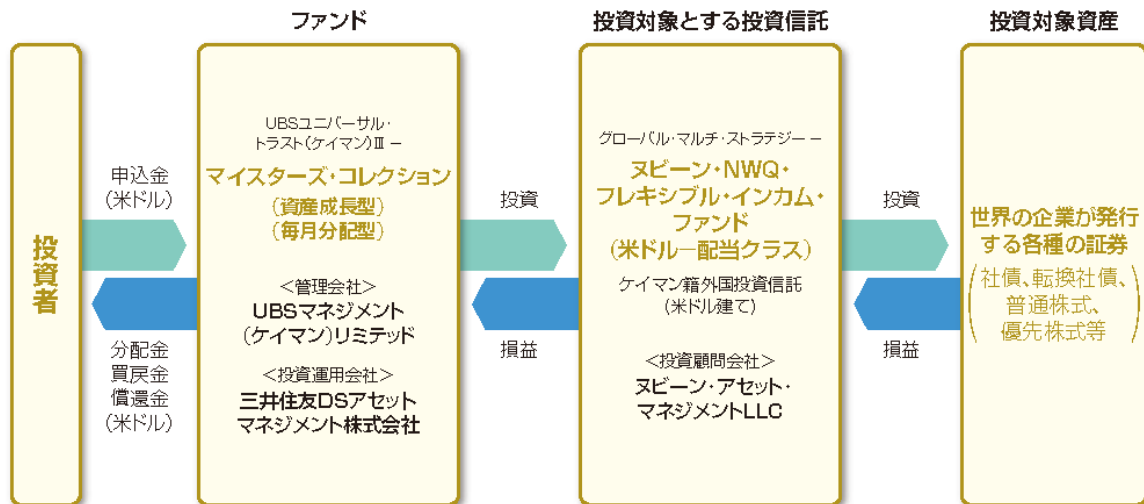 ファンド
投資対象とする投資信託
投資対象資産
投資者
申込金
(米ドル)
分配金
買戻金
償還金
(米ドル)
UBSユニバーサル・
トラスト(ケイマン)Ⅲ －
マイスターズ・コレクション
(資産成長型)
(毎月分配型)
＜管理会社＞
UBSマネジメント
(ケイマン)リミテッド
＜投資運用会社＞
三井住友DSアセット
マネジメント株式会社
投資
損益
グローバル・マルチ・ストラテジー －
ヌビーン・NWQ・
フレキシブル・インカム・
ファンド
(米ドル－配当クラス)
ケイマン籍外国投資信託
(米ドル建て)
＜投資顧問会社＞
ヌビーン・アセット・
マネジメントLLC
投資
損益
世界の企業が発行
する各種の証券
(社債、転換社債、
普通株式、
優先株式等)